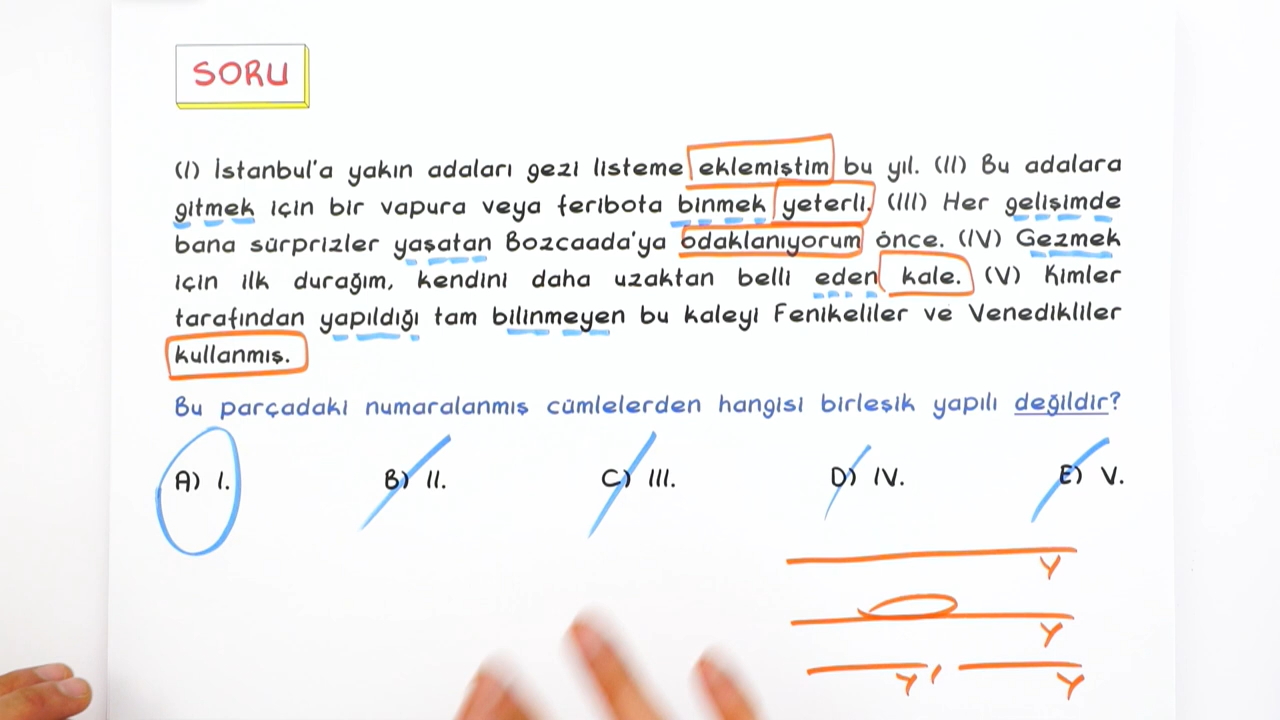 SORU
(I) İstanbul'a yakın adaları gezi listeme eklemiştim bu yıl. (II) Bu adalara
gitmek için bir vapura veya feribota binmek yeterli. (III) Her gelişimde
bana sürprizler yaşatan Bozcaada'ya odaklanıyorum önce. (IV) Gezmek
için ilk durağım, kendini daha uzaktan belli eden kale. (V) Kimler
tarafından yapıldığı tam bilinmeyen bu kaleyi Fenikeliler ve Venedikliler
kullanmış.
Bu parçadaki numaralanmış cümlelerden hangisi birleşik yapılı değildir?
A) I. B) II. C) III. D) IV. E) V.
Y
Y
Y, Y